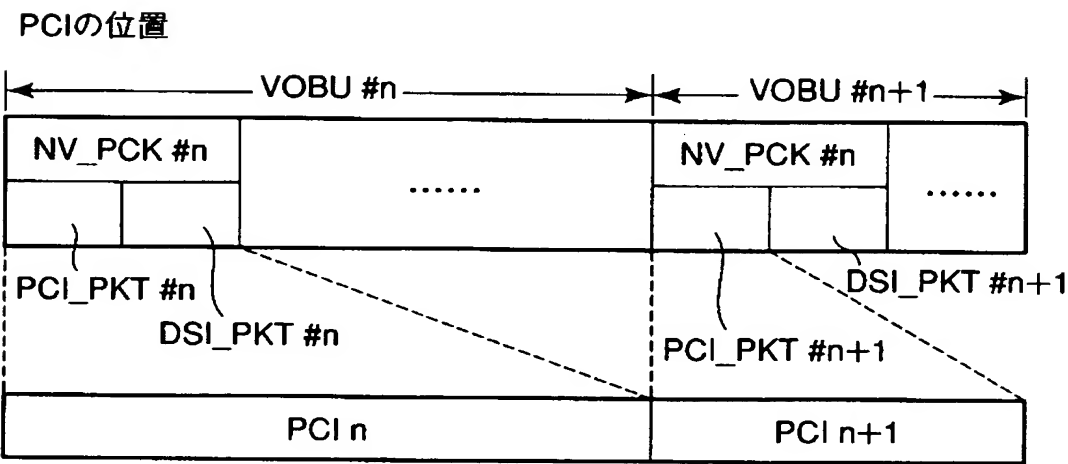 PCIの位置
VOBU #n
VOBU #n+1
NV_PCK #n
......
NV_PCK #n
......
PCI_PKT #n
DSI_PKT #n
DSI_PKT #n+1
PCI_PKT #n+1
PCI n
PCI n+1